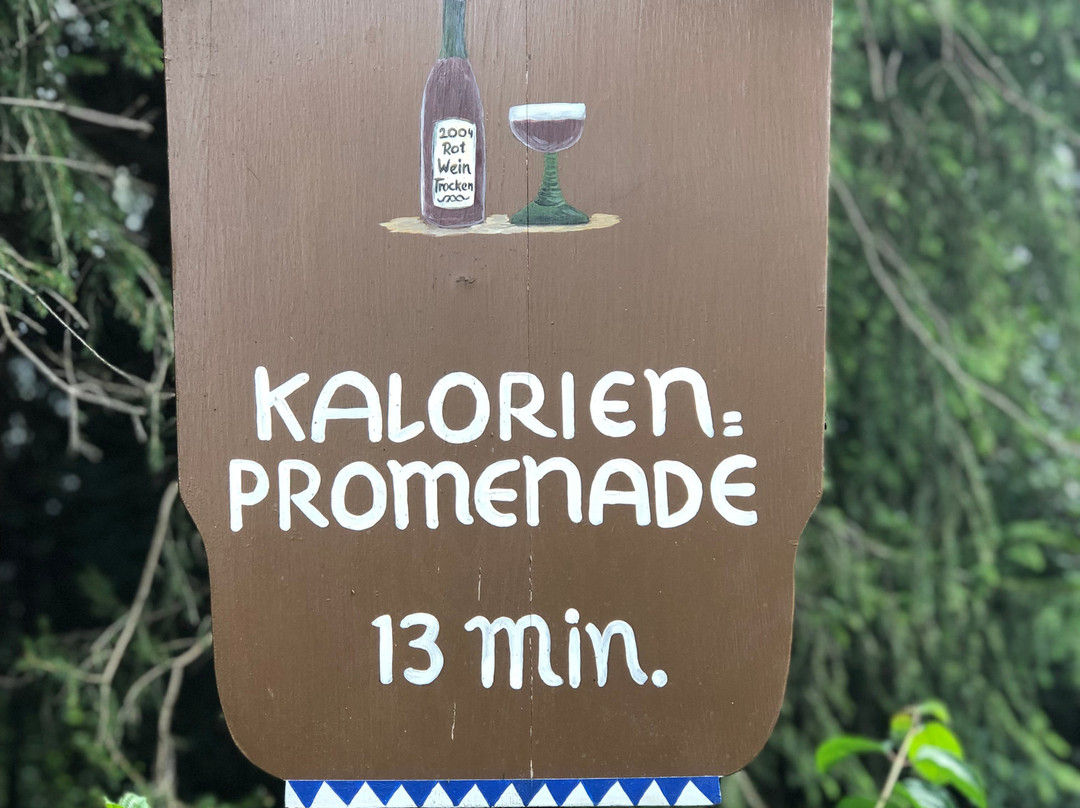 2004
Rot
Wein
Trocken
KALORIEN=
PROMENADE
13 min.